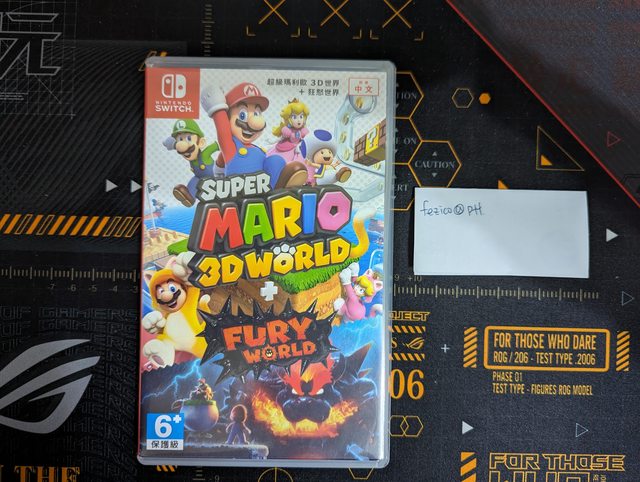 元
NINTENDO
SWITCH.
超級瑪利歐 3D世界
+ 狂怒世界
中文
SUPER
MARIO
3D WORLD
+
FURY
WORLD
6+
保護級
fezico@PH
CAUTION
FOR THOSE WHO DARE
ROG / 206 - TEST TYPE .2006
PHASE 01
TEST TYPE - FIGURES ROG MODEL
06
FOR THOSE